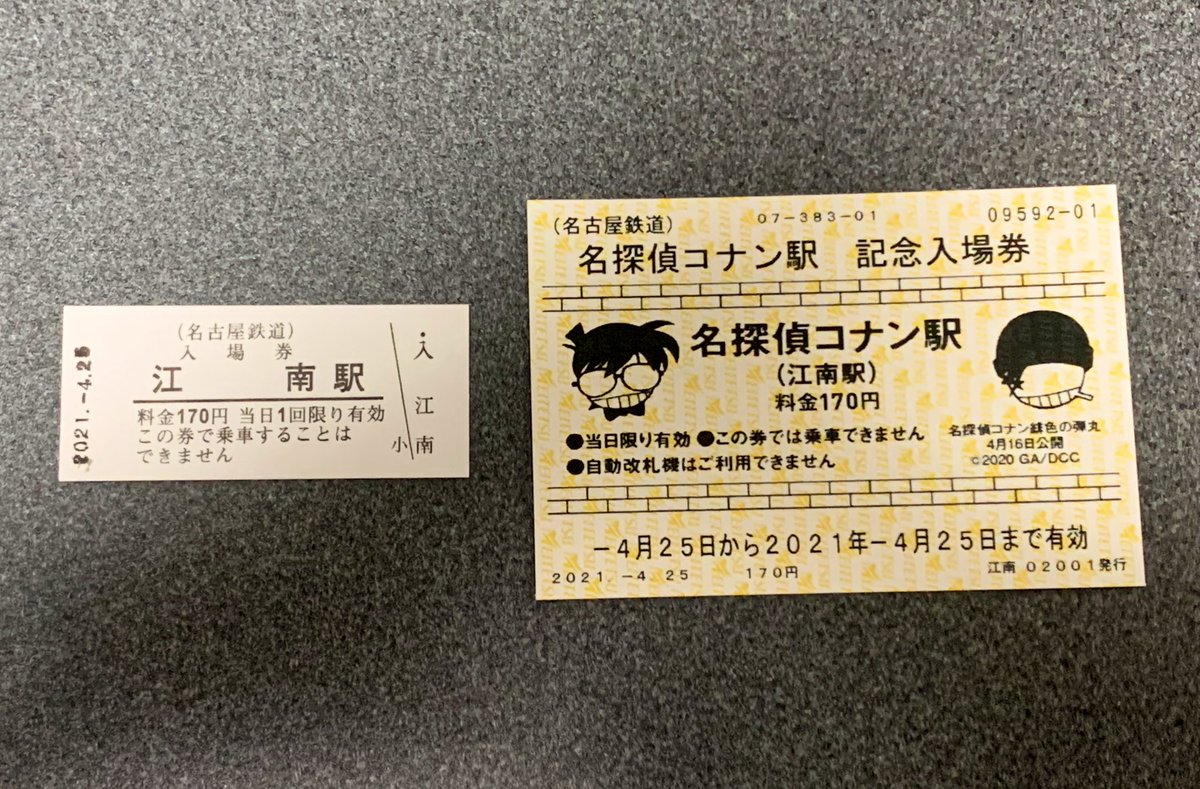 2021.-4.25
(名古屋鉄道)
入場券
江南駅
料金170円 当日1回限り有効
この券で乗車することは
できません
入
江
南
小
(名古屋鉄道)
07-383-01
09592-01
名探偵コナン駅 記念入場券
名探偵コナン駅
(江南駅)
料金170円
●当日限り有効 ●この券では乗車できません
●自動改札機はご利用できません
名探偵コナン緋色の弾丸
4月16日公開
©2020 GA/DCC
-4月25日から2021年-4月25日まで有効
2021.-4.25 170円
江南 02001発行